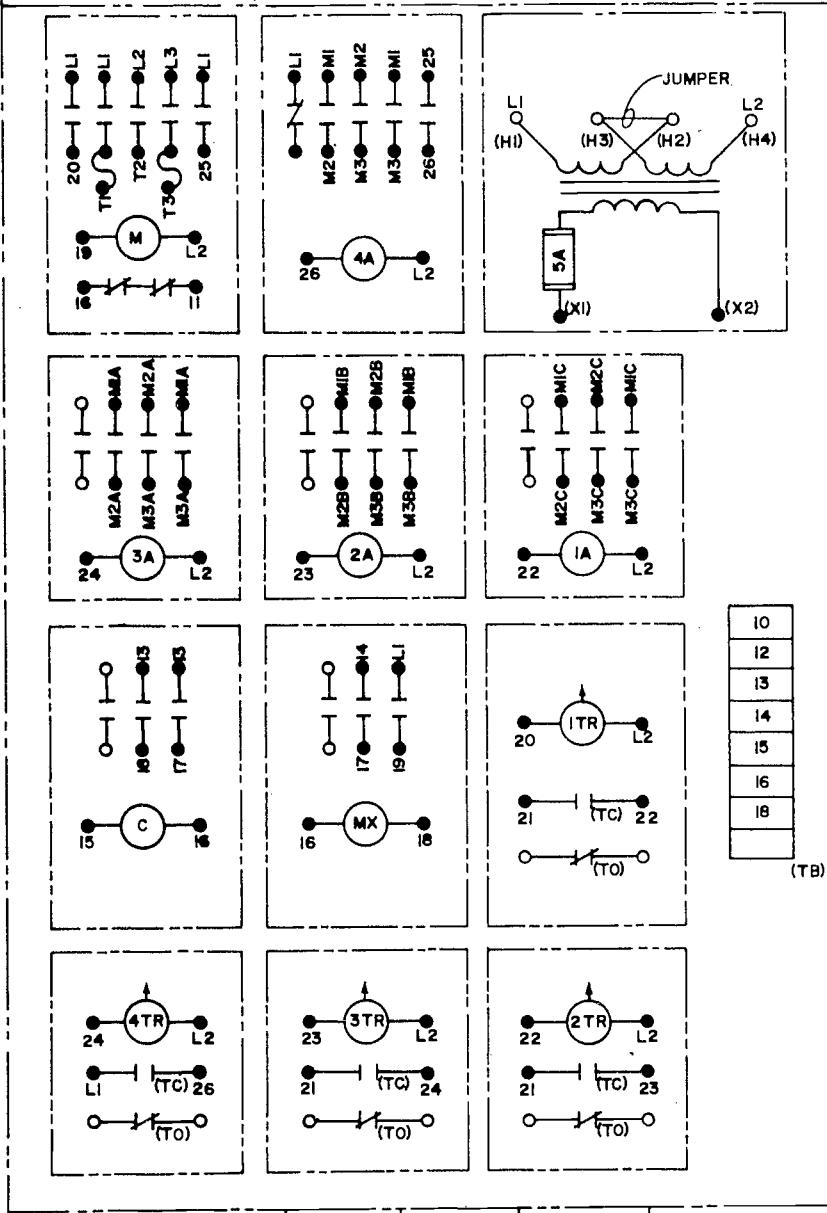 L1 L1 L2 L3 L1
20 T2 25
T1 T3
M
19 L2
16 11
L1 M1 M2 M1 25
M2 M3 M3 26
4A
26 L2
JUMPER
L1 L2
(H1) (H3) (H2) (H4)
5A
(X1) (X2)
M1A M2A M1A
M2A M3A M3A
3A
24 L2
M1B M2B M1B
M2B M3B M3B
2A
23 L2
M1C M2C M1C
M2C M3C M3C
1A
22 L2
13 13
18 17
C
15 16
14 L1
17 19
MX
16 18
1TR
20 L2
21 (TC) 22
(TO)
10
12
13
14
15
16
18
(TB)
4TR
24 L2
L1 (TC) 26
(TO)
3TR
23 L2
21 (TC) 24
(TO)
2TR
22 L2
21 (TC) 23
(TO)